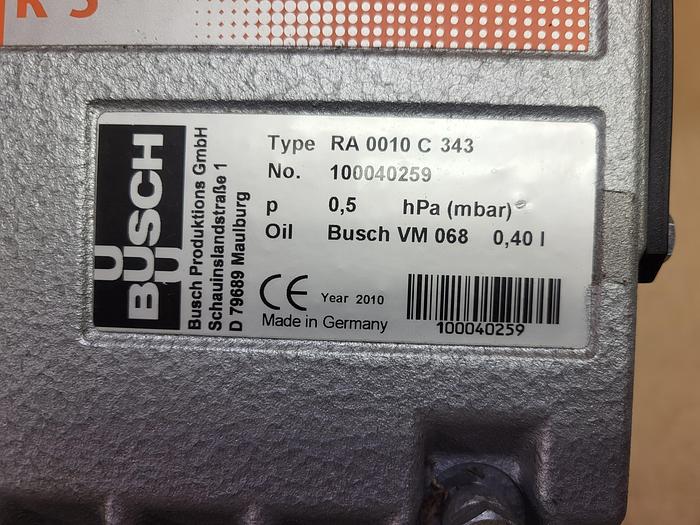 R 5
BUSCH
Busch Produktions GmbH
Schauinslandstraße 1
D 79689 Maulburg
Type RA 0010 C 343
No. 100040259
p 0,5 hPa (mbar)
Oil Busch VM 068 0,40 l
CE Year 2010
Made in Germany
100040259